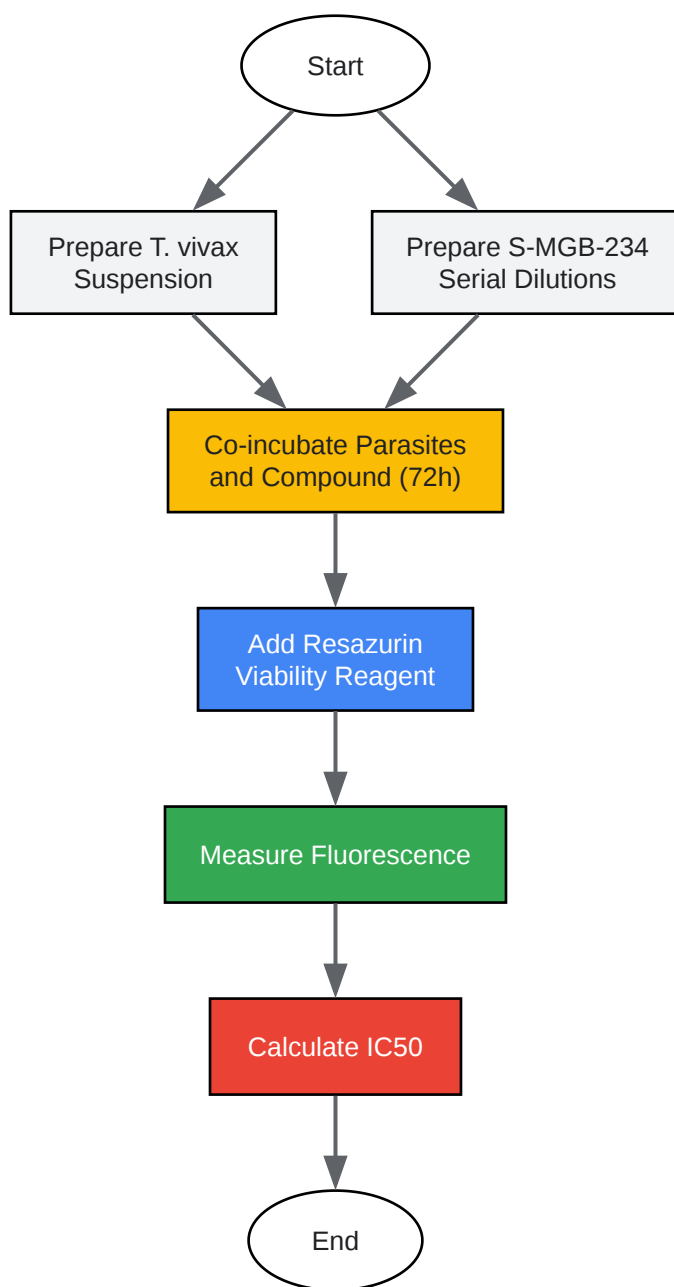 Start
Prepare T. vivax
Suspension
Prepare S-MGB-234
Serial Dilutions
Co-incubate Parasites
and Compound (72h)
Add Resazurin
Viability Reagent
Measure Fluorescence
Calculate IC50
End